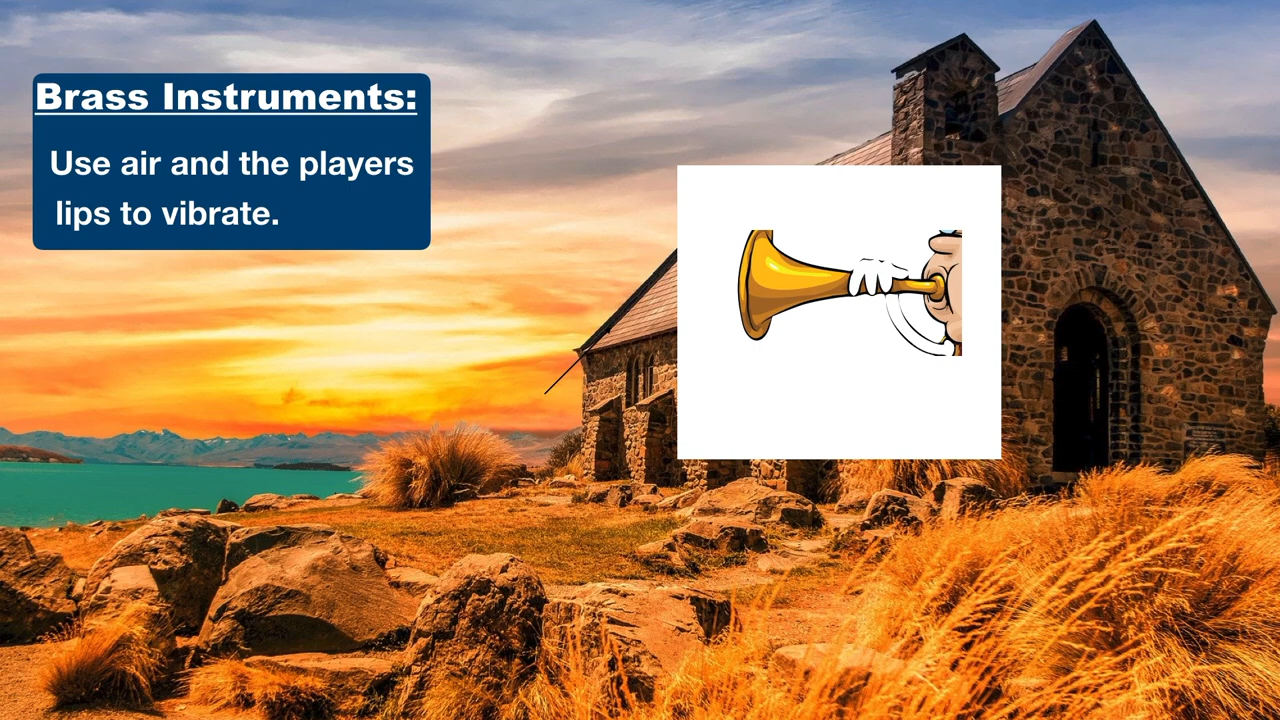 Brass Instruments:
Use air and the players
lips to vibrate.